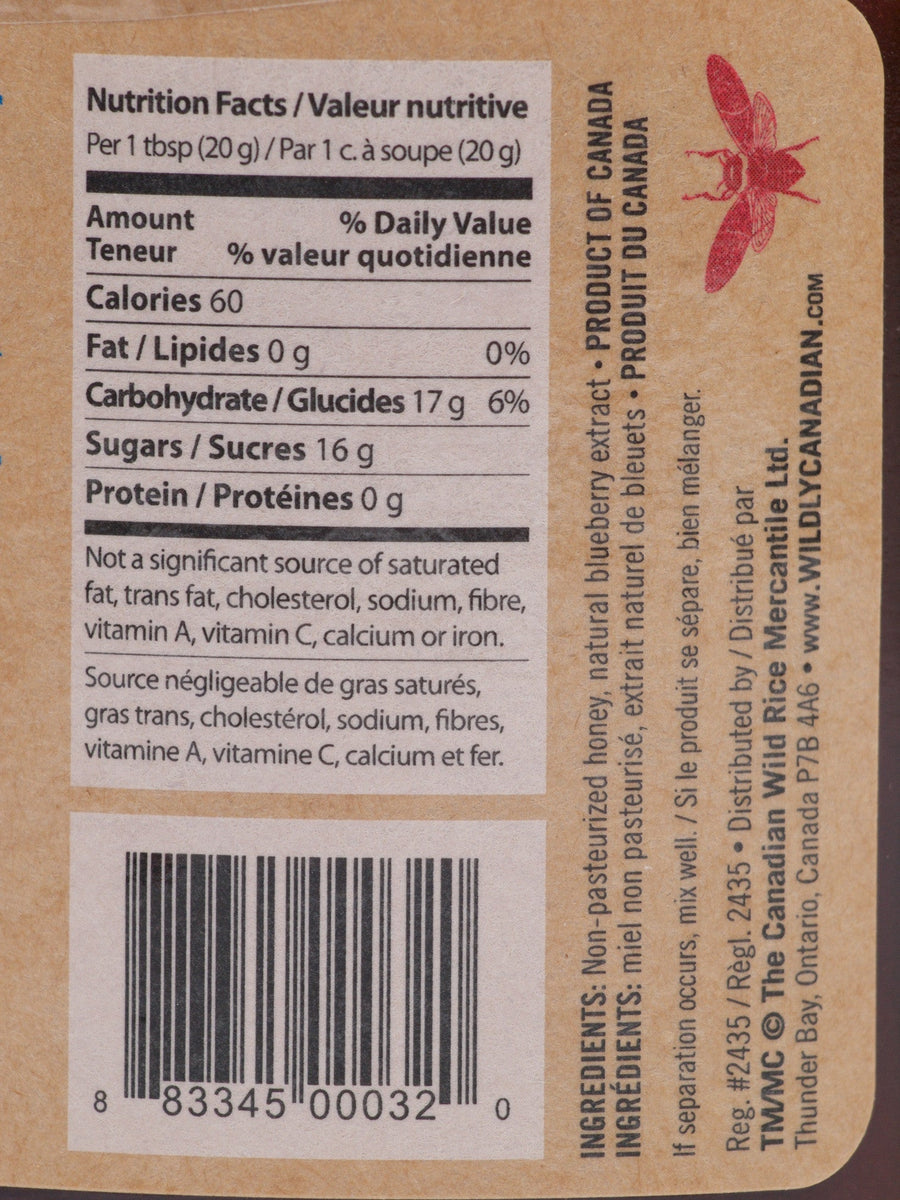 Nutrition Facts / Valeur nutritive
Per 1 tbsp (20 g) / Par 1 c. à soupe (20 g)
Amount % Daily Value
Teneur % valeur quotidienne
Calories 60
Fat / Lipides 0 g 0%
Carbohydrate / Glucides 17 g 6%
Sugars / Sucres 16 g
Protein / Protéines 0 g
Not a significant source of saturated
fat, trans fat, cholesterol, sodium, fibre,
vitamin A, vitamin C, calcium or iron.
Source négligeable de gras saturés,
gras trans, cholestérol, sodium, fibres,
vitamine A, vitamine C, calcium et fer.
8 83345 00032 0
INGREDIENTS: Non-pasteurized honey, natural blueberry extract • PRODUCT OF CANADA
INGRÉDIENTS: miel non pasteurisé, extrait naturel de bleuets • PRODUIT DU CANADA
If separation occurs, mix well. / Si le produit se sépare, bien mélanger.
Reg. #2435 / Règl. 2435 • Distributed by / Distribué par
TM/MC © The Canadian Wild Rice Mercantile Ltd.
Thunder Bay, Ontario, Canada P7B 4A6 • www.WILDLYCANADIAN.COM